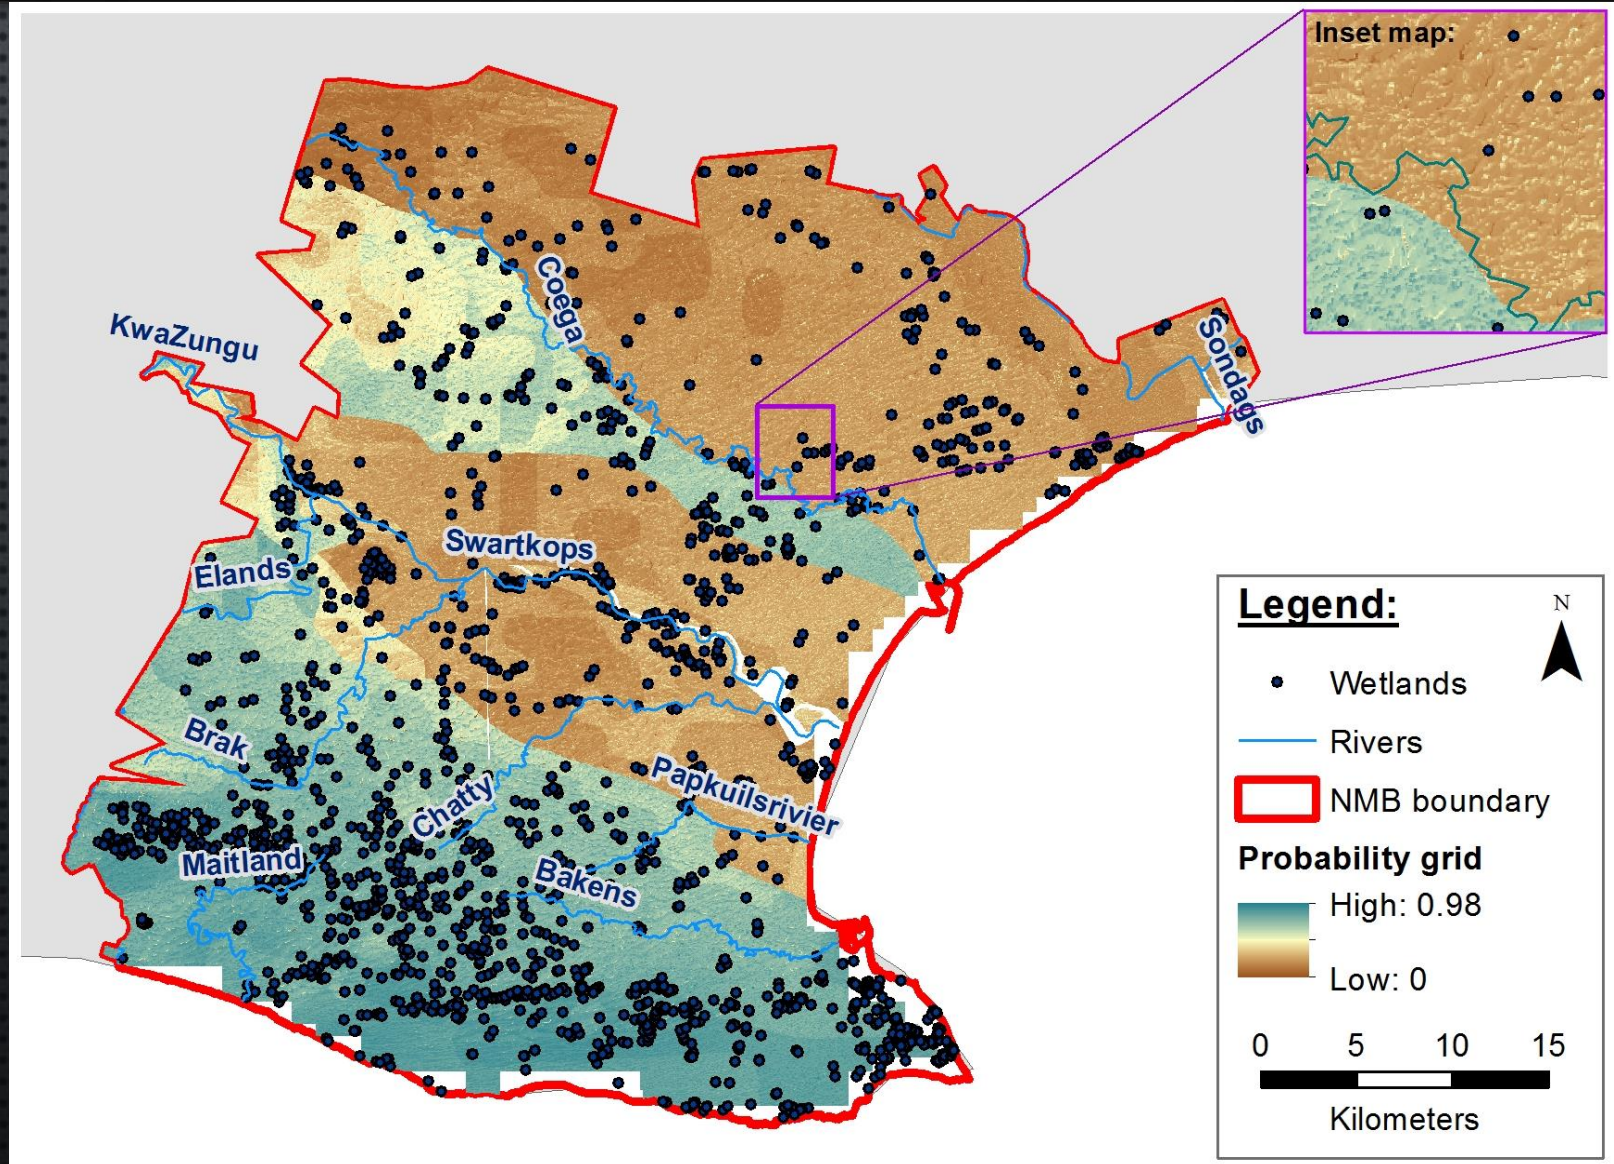 Inset map:
KwaZungu
Coega
Sondags
Swartkops
Elands
Brak
Chatty
Papkuilsrivier
Maitland
Bakens
Legend:
N
Wetlands
Rivers
NMB boundary
Probability grid
High: 0.98
Low: 0
0 5 10 15
Kilometers